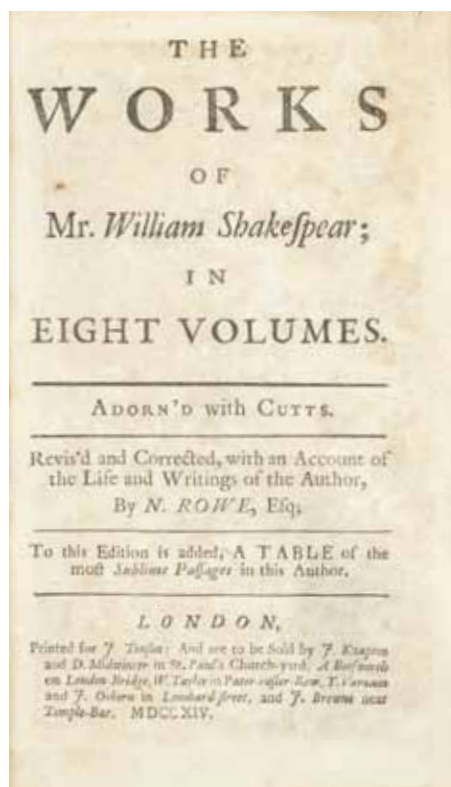 THE
WORKS
OF
Mr. William Shakeſpear;
IN
EIGHT VOLUMES.
ADORN'D with CUTTS.
Revis'd and Corrected, with an Account of
the Life and Writings of the Author,
By N. ROWE, Eſq;
To this Edition is added, A TABLE of the
moſt Sublime Paſſages in this Author.
LONDON,
Printed for J. Tonſon: And are to be Sold by J. Knapton
and D. Midwinter in St. Paul's Church-yard, A. Betteſworth
on London Bridge, W. Taylor in Pater-noſter-Row, T. Varnam
and J. Osborn in Lombard-ſtreet, and J. Browne near
Temple-Bar. MDCCXIV.